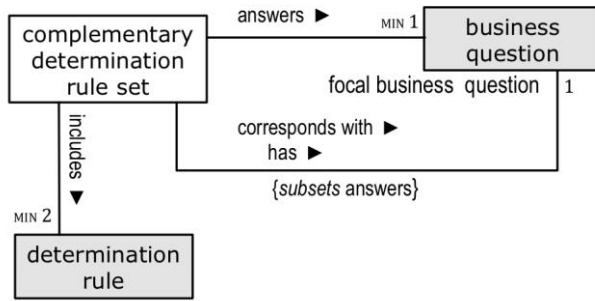 complementary
determination
rule set
answers ►
MIN 1
business
question
focal business question
1
corresponds with ►
has ►
{subsets answers}
includes ▼
MIN 2
determination
rule